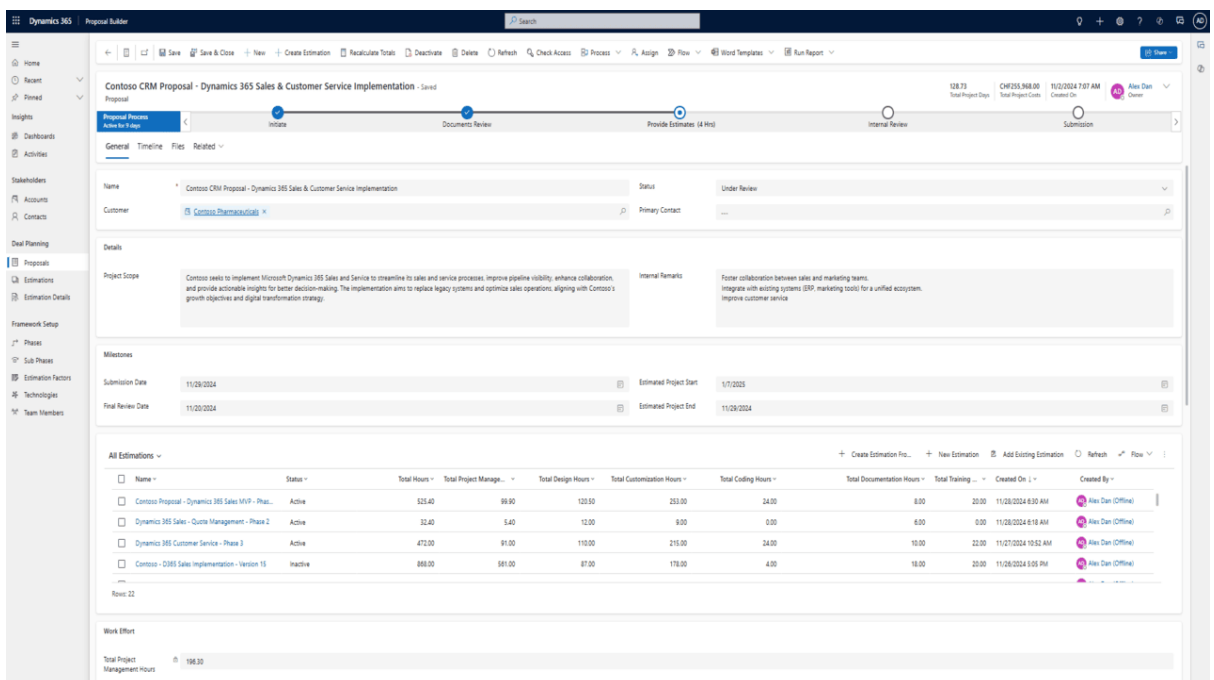 Dynamics 365 Proposal Builder Search AD
Home
Recent
Pinned
Insights
Dashboards
Activities
Stakeholders
Accounts
Contacts
Deal Planning
Proposals
Estimations
Estimation Details
Framework Setup
Phases
Sub Phases
Estimation Factors
Technologies
Team Members
Save Save & Close New Create Estimation Recalculate Totals Deactivate Delete Refresh Check Access Process Assign Flow Word Templates Run Report Share
Contoso CRM Proposal - Dynamics 365 Sales & Customer Service Implementation - Saved
Proposal
128.73 CHF255,968.00 11/2/2024 7:07 AM AD Alex Dan
Total Project Days Total Project Costs Created On Owner
Proposal Process
Active for 9 days
Initiate Documents Review Provide Estimates (4 Hrs) Internal Review Submission
General Timeline Files Related
Name * Contoso CRM Proposal - Dynamics 365 Sales & Customer Service Implementation Status Under Review
Customer Contoso Pharmaceuticals × Primary Contact ---
Details
Project Scope
Contoso seeks to implement Microsoft Dynamics 365 Sales and Service to streamline its sales and service processes, improve pipeline visibility, enhance collaboration,
and provide actionable insights for better decision-making. The implementation aims to replace legacy systems and optimize sales operations, aligning with Contoso's
growth objectives and digital transformation strategy.
Internal Remarks
Foster collaboration between sales and marketing teams.
Integrate with existing systems (ERP, marketing tools) for a unified ecosystem.
Improve customer service
Milestones
Submission Date 11/29/2024 Estimated Project Start 1/7/2025
Final Review Date 11/20/2024 Estimated Project End 11/29/2024
All Estimations Create Estimation Fro... New Estimation Add Existing Estimation Refresh Flow
Name Status Total Hours Total Project Manage... Total Design Hours Total Customization Hours Total Coding Hours Total Documentation Hours Total Training ... Created On Created By
Contoso Proposal - Dynamics 365 Sales MVP - Phas... Active 525.40 99.90 120.50 253.00 24.00 8.00 20.00 11/28/2024 6:30 AM AD Alex Dan (Offline)
Dynamics 365 Sales - Quote Management - Phase 2 Active 32.40 5.40 12.00 9.00 0.00 6.00 0.00 11/28/2024 6:18 AM AD Alex Dan (Offline)
Dynamics 365 Customer Service - Phase 3 Active 472.00 91.00 110.00 215.00 24.00 10.00 22.00 11/27/2024 10:52 AM AD Alex Dan (Offline)
Contoso - D365 Sales Implementation - Version 15 Inactive 868.00 561.00 87.00 178.00 4.00 18.00 20.00 11/26/2024 5:05 PM AD Alex Dan (Offline)
Rows: 22
Work Effort
Total Project
Management Hours
196.30